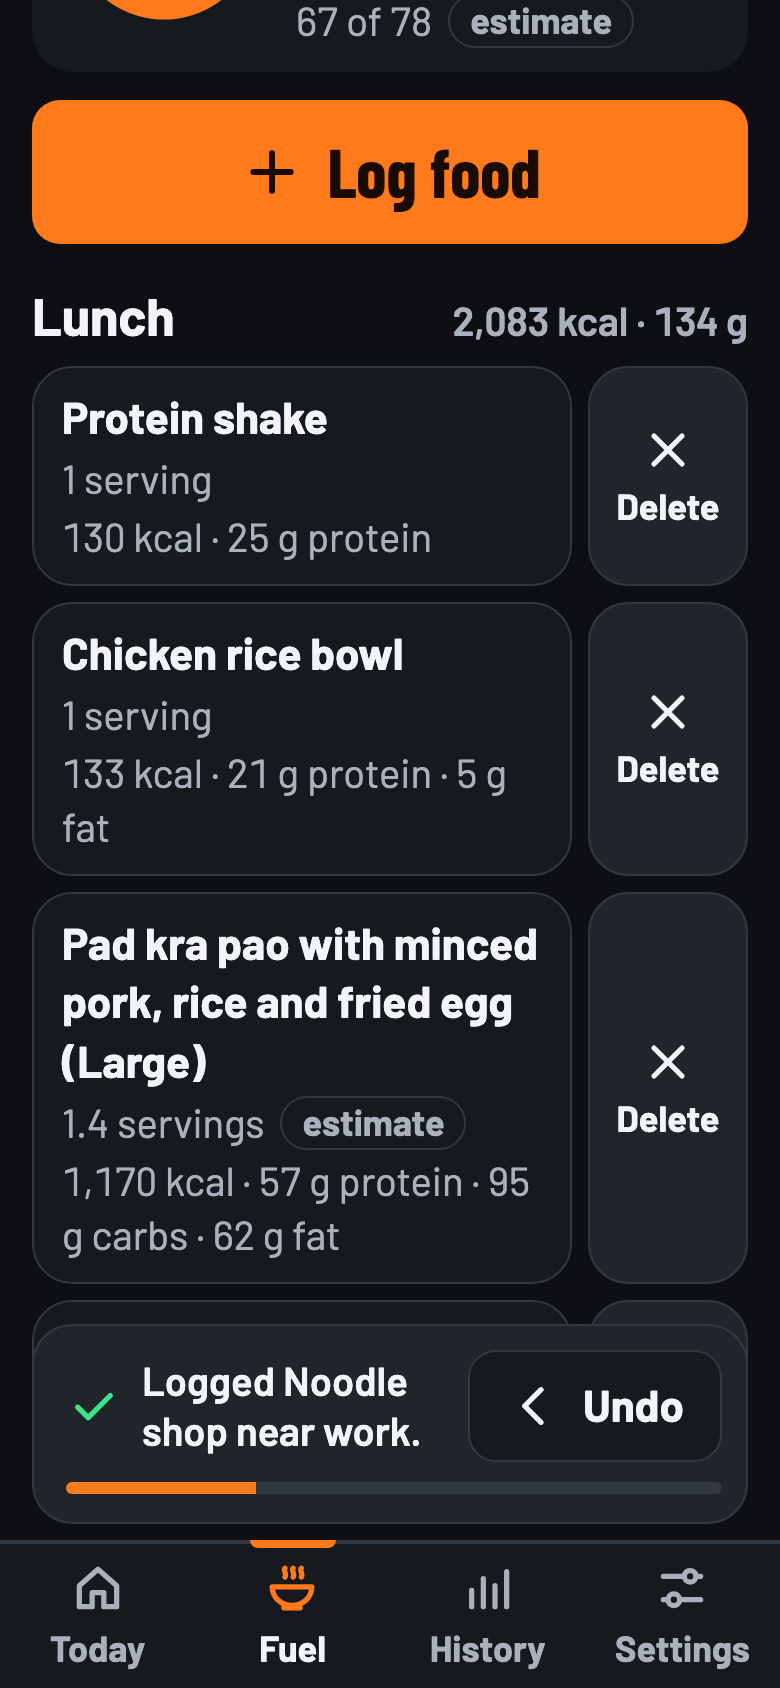 67 of 78 estimate
Log food
Lunch 2,083 kcal · 134 g
Protein shake
1 serving
130 kcal · 25 g protein
Delete
Chicken rice bowl
1 serving
133 kcal · 21 g protein · 5 g
fat
Delete
Pad kra pao with minced
pork, rice and fried egg
(Large)
1.4 servings estimate
1,170 kcal · 57 g protein · 95
g carbs · 62 g fat
Delete
Logged Noodle
shop near work.
Undo
Today Fuel History Settings